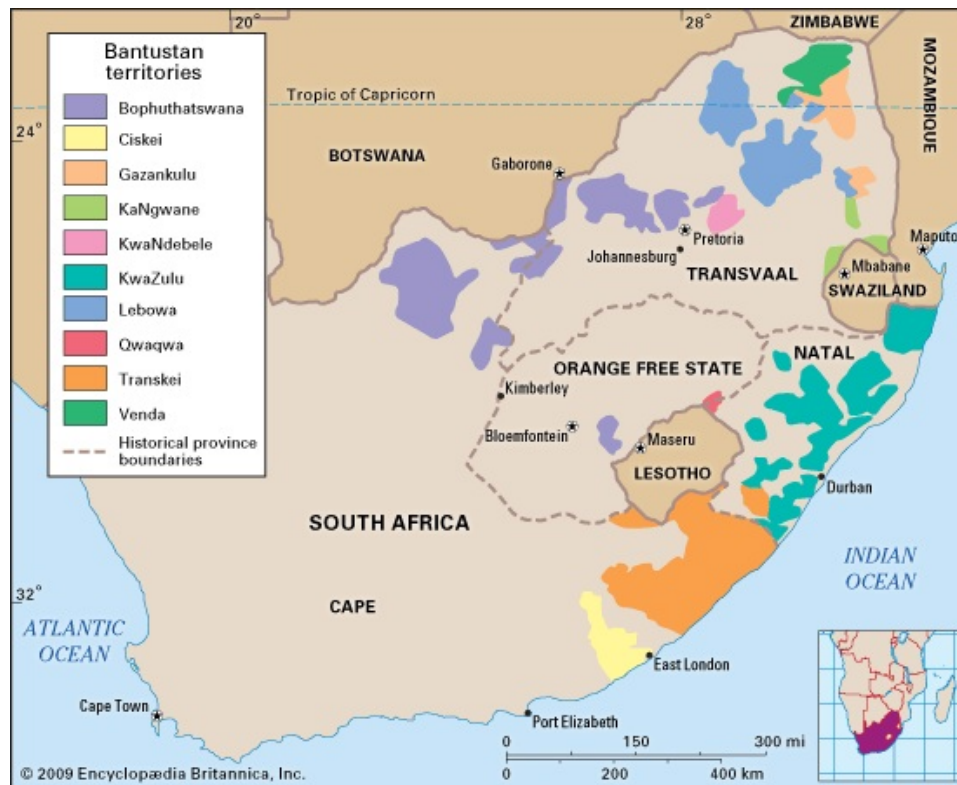 20°
28°
ZIMBABWE
MOZAMBIQUE
Bantustan
territories
Bophuthatswana
Ciskei
Gazankulu
KaNgwane
KwaNdebele
KwaZulu
Lebowa
Qwaqwa
Transkei
Venda
Historical province
boundaries
Tropic of Capricorn
24°
BOTSWANA
Gaborone
Pretoria
Johannesburg
Maputo
TRANSVAAL
Mbabane
SWAZILAND
ORANGE FREE STATE
NATAL
Kimberley
Bloemfontein
Maseru
LESOTHO
Durban
SOUTH AFRICA
INDIAN
OCEAN
32°
CAPE
ATLANTIC
OCEAN
East London
Cape Town
Port Elizabeth
0 150 300 mi
0 200 400 km
© 2009 Encyclopædia Britannica, Inc.